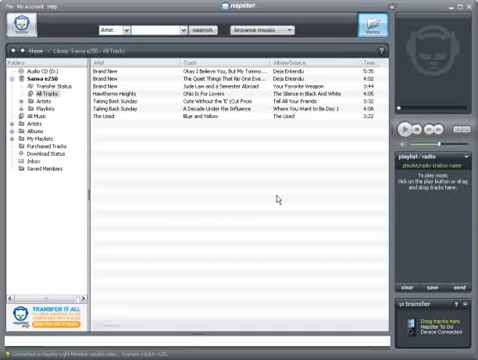 File My Account Help
napster.
Artist
search
Browse music
library
Home Library: Sansa e250 : All Tracks
?
Folders
Artist Track Album/Source Time
Audio CD (D:)
Sansa e250
Transfer Status
All Tracks
Artists
Playlists
All Music
Artists
Albums
My Playlists
Purchased Tracks
Download Status
Inbox
Saved Members
Brand New Okay I Believe You, But My Tommy... Deja Entendu 5:35
Brand New The Quiet Things That No One Eve... Deja Entendu
Brand New Jude Law and a Semester Abroad Your Favorite Weapon
Hawthorne Heights Ohio Is For Lovers The Silence in Black And White 4:05
Taking Back Sunday Cute Without the 'E' (Cut From Tell All Your Friends 3:32
Taking Back Sunday A Decade Under the Influence Where You Want to Be Disc 1
The Used Blue and Yellow The Used 3:22
playlist / radio
playlist/radio station name
To play music
click on the play button or drag
and drop tracks here.
clear save send
transfer
Drag tracks here
Napster To Go
Device Connected
TRANSFER IT ALL